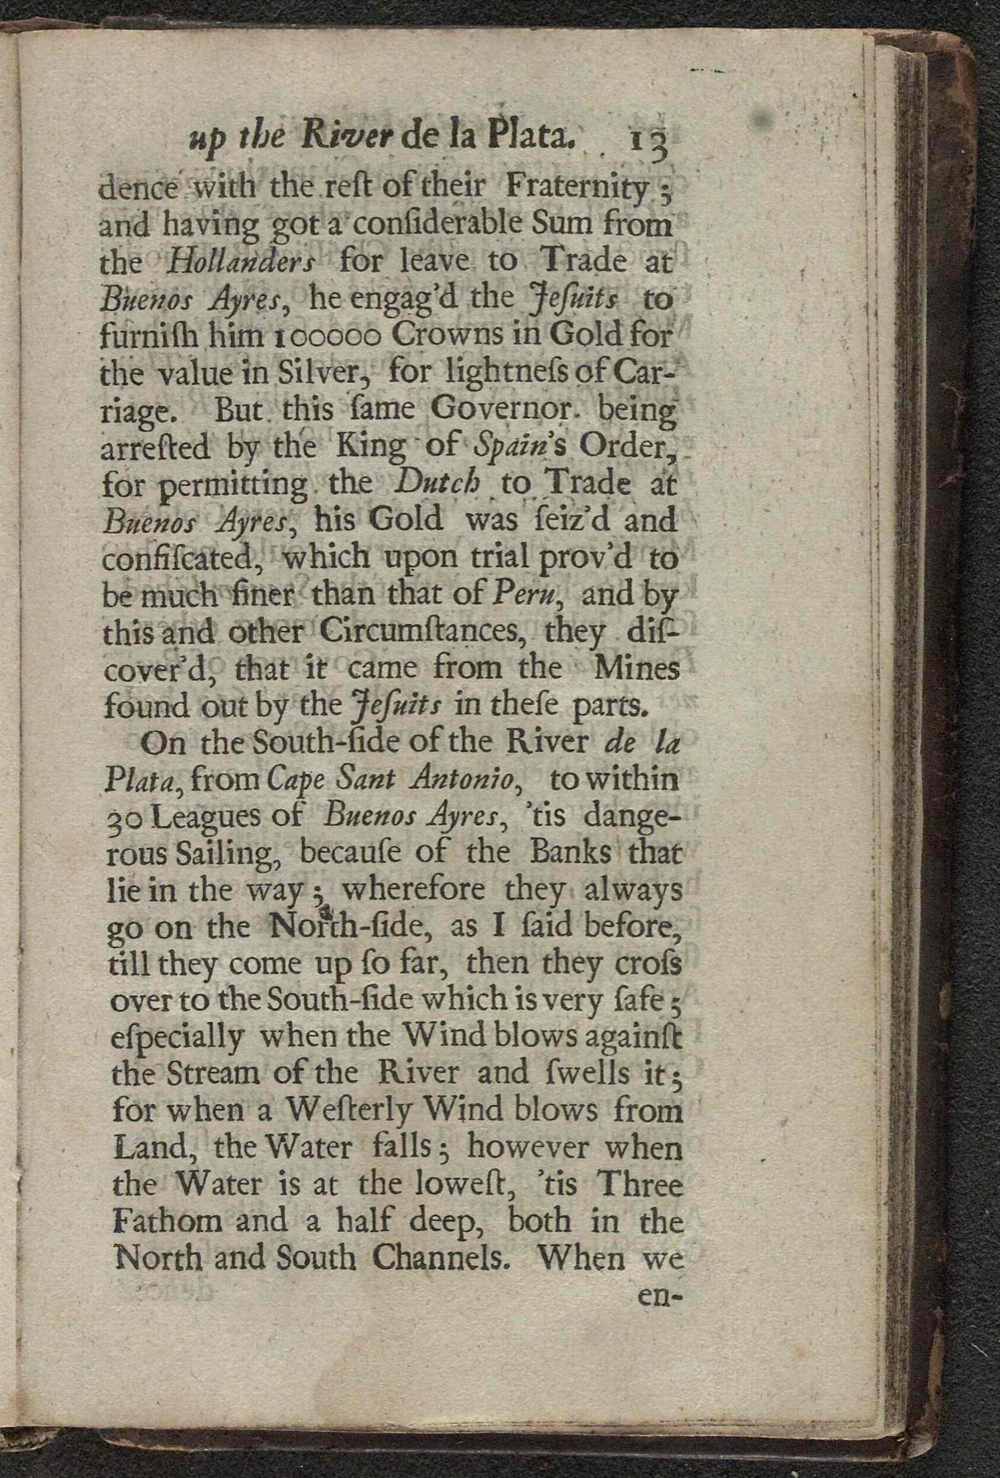 up the River de la Plata. 13
dence with the reſt of their Fraternity ;
and having got a conſiderable Sum from
the Hollanders for leave to Trade at
Buenos Ayres, he engag'd the Jeſuits to
furniſh him 100000 Crowns in Gold for
the value in Silver, for lightneſs of Car-
riage. But this ſame Governor. being
arreſted by the King of Spain's Order,
for permitting the Dutch to Trade at
Buenos Ayres, his Gold was ſeiz'd and
confiſcated, which upon trial prov'd to
be much finer than that of Peru, and by
this and other Circumſtances, they diſ-
cover'd, that it came from the Mines
found out by the Jeſuits in theſe parts.
On the South-ſide of the River de la
Plata, from Cape Sant Antonio, to within
30 Leagues of Buenos Ayres, 'tis dange-
rous Sailing, becauſe of the Banks that
lie in the way ; wherefore they always
go on the North-ſide, as I ſaid before,
till they come up ſo far, then they croſs
over to the South-ſide which is very ſafe ;
eſpecially when the Wind blows againſt
the Stream of the River and ſwells it ;
for when a Weſterly Wind blows from
Land, the Water falls ; however when
the Water is at the loweſt, 'tis Three
Fathom and a half deep, both in the
North and South Channels. When we
en-